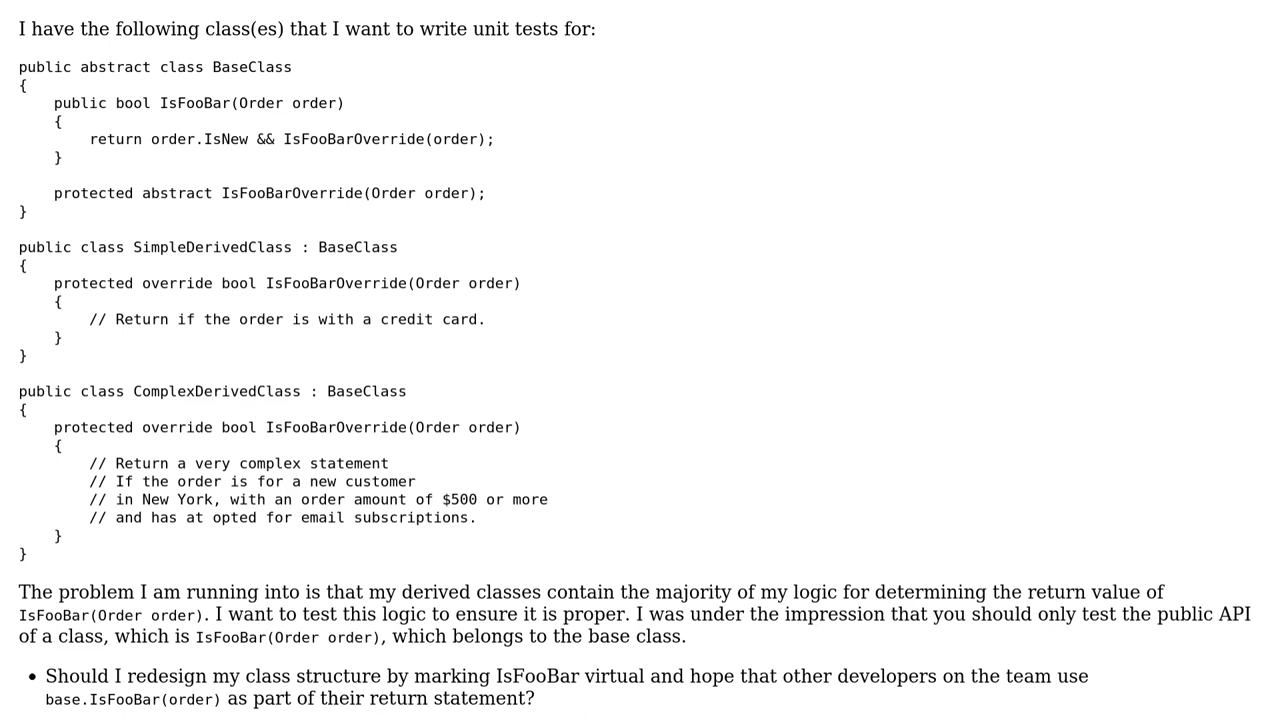 I have the following class(es) that I want to write unit tests for:
public abstract class BaseClass
{
    public bool IsFooBar(Order order)
    {
        return order.IsNew && IsFooBarOverride(order);
    }

    protected abstract IsFooBarOverride(Order order);
}

public class SimpleDerivedClass : BaseClass
{
    protected override bool IsFooBarOverride(Order order)
    {
        // Return if the order is with a credit card.
    }
}

public class ComplexDerivedClass : BaseClass
{
    protected override bool IsFooBarOverride(Order order)
    {
        // Return a very complex statement
        // If the order is for a new customer
        // in New York, with an order amount of $500 or more
        // and has at opted for email subscriptions.
    }
}
The problem I am running into is that my derived classes contain the majority of my logic for determining the return value of
IsFooBar(Order order). I want to test this logic to ensure it is proper. I was under the impression that you should only test the public API
of a class, which is IsFooBar(Order order), which belongs to the base class.
• Should I redesign my class structure by marking IsFooBar virtual and hope that other developers on the team use
base.IsFooBar(order) as part of their return statement?